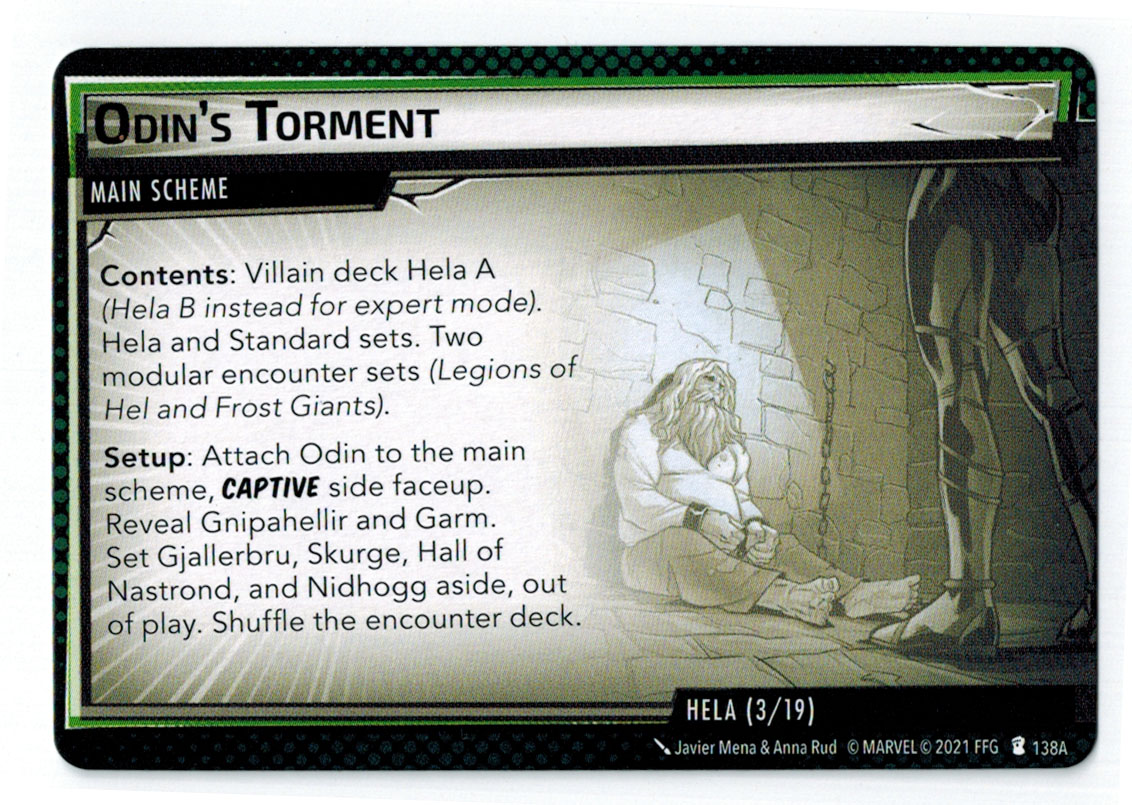 ODIN'S TORMENT
MAIN SCHEME
Contents: Villain deck Hela A
(Hela B instead for expert mode).
Hela and Standard sets. Two
modular encounter sets (Legions of
Hel and Frost Giants).
Setup: Attach Odin to the main
scheme, CAPTIVE side faceup.
Reveal Gnipahellir and Garm.
Set Gjallerbru, Skurge, Hall of
Nastrond, and Nidhogg aside, out
of play. Shuffle the encounter deck.
HELA (3/19)
Javier Mena & Anna Rud © MARVEL © 2021 FFG 138A